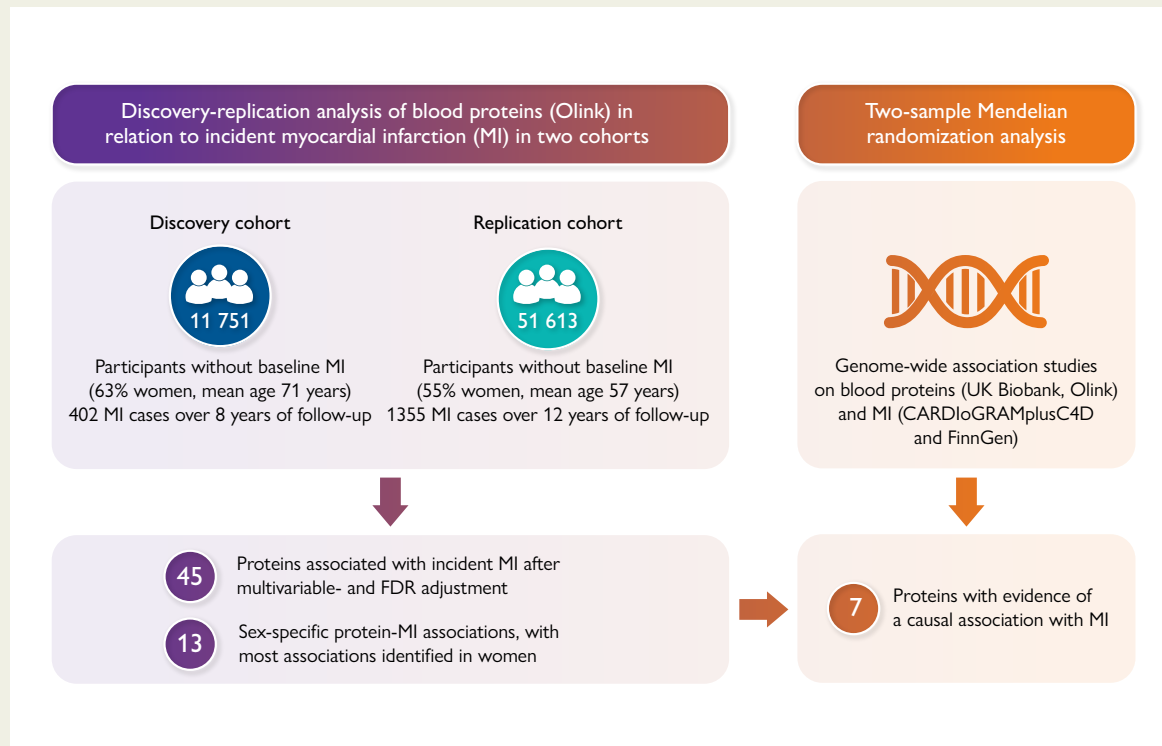 Discovery-replication analysis of blood proteins (Olink) in
relation to incident myocardial infarction (MI) in two cohorts
Two-sample Mendelian
randomization analysis
Discovery cohort
11 751
Participants without baseline MI
(63% women, mean age 71 years)
402 MI cases over 8 years of follow-up
Replication cohort
51 613
Participants without baseline MI
(55% women, mean age 57 years)
1355 MI cases over 12 years of follow-up
Genome-wide association studies
on blood proteins (UK Biobank, Olink)
and MI (CARDIoGRAMplusC4D
and FinnGen)
45
Proteins associated with incident MI after
multivariable- and FDR adjustment
13
Sex-specific protein-MI associations, with
most associations identified in women
7
Proteins with evidence of
a causal association with MI